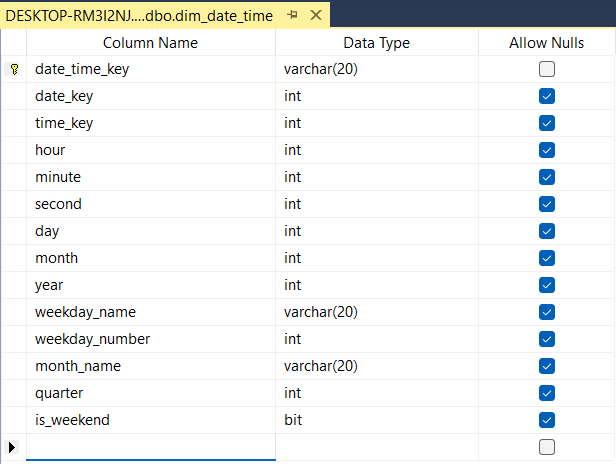 DESKTOP-RM3I2NJ....dbo.dim_date_time
Column Name Data Type Allow Nulls
date_time_key varchar(20)
date_key int
time_key int
hour int
minute int
second int
day int
month int
year int
weekday_name varchar(20)
weekday_number int
month_name varchar(20)
quarter int
is_weekend bit